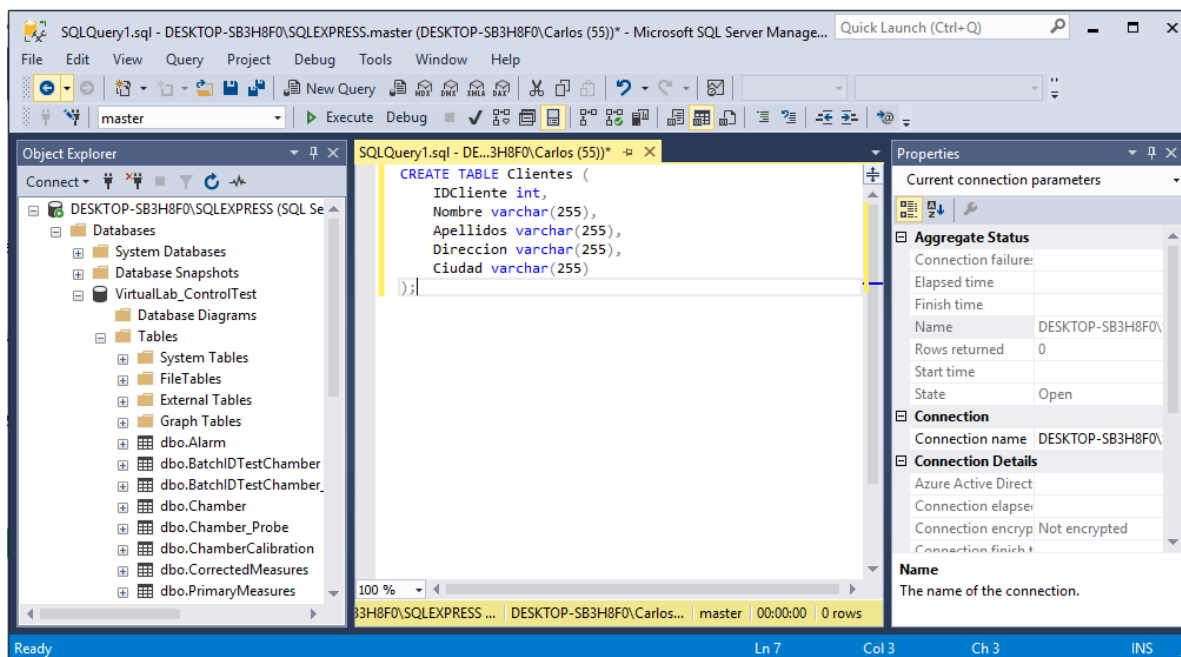 SQLQuery1.sql - DESKTOP-SB3H8F0\SQLEXPRESS.master (DESKTOP-SB3H8F0\Carlos (55))* - Microsoft SQL Server Manage...
Quick Launch (Ctrl+Q)
File Edit View Query Project Debug Tools Window Help
New Query MDX DMX XMLA DAX
master Execute Debug
Object Explorer
Connect
DESKTOP-SB3H8F0\SQLEXPRESS (SQL Se
Databases
System Databases
Database Snapshots
VirtualLab_ControlTest
Database Diagrams
Tables
System Tables
FileTables
External Tables
Graph Tables
dbo.Alarm
dbo.BatchIDTestChamber
dbo.BatchIDTestChamber_
dbo.Chamber
dbo.Chamber_Probe
dbo.ChamberCalibration
dbo.CorrectedMeasures
dbo.PrimaryMeasures
SQLQuery1.sql - DE...3H8F0\Carlos (55))*
CREATE TABLE Clientes (
IDCliente int,
Nombre varchar(255),
Apellidos varchar(255),
Direccion varchar(255),
Ciudad varchar(255)
);
100 %
3H8F0\SQLEXPRESS ... DESKTOP-SB3H8F0\Carlos... master 00:00:00 0 rows
Properties
Current connection parameters
Aggregate Status
Connection failures
Elapsed time
Finish time
Name DESKTOP-SB3H8F0\
Rows returned 0
Start time
State Open
Connection
Connection name DESKTOP-SB3H8F0\
Connection Details
Azure Active Direct
Connection elapse
Connection encryp Not encrypted
Connection finish t
Name
The name of the connection.
Ready Ln 7 Col 3 Ch 3 INS